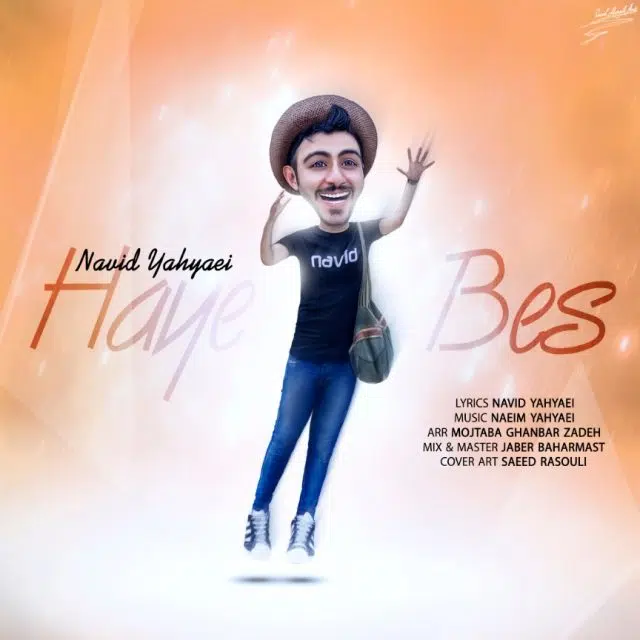 Navid Yahyaei
Haye Bes
navid
LYRICS NAVID YAHYAEI
MUSIC NAEIM YAHYAEI
ARR MOJTABA GHANBAR ZADEH
MIX & MASTER JABER BAHARMAST
COVER ART SAEED RASOULI